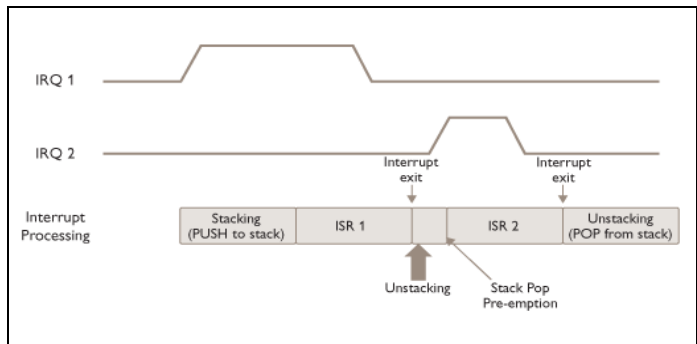 IRQ 1
IRQ 2
Interrupt
exit
Interrupt
exit
Interrupt
Processing
Stacking
(PUSH to stack)
ISR 1
ISR 2
Unstacking
(POP from stack)
Unstacking
Stack Pop
Pre-emption